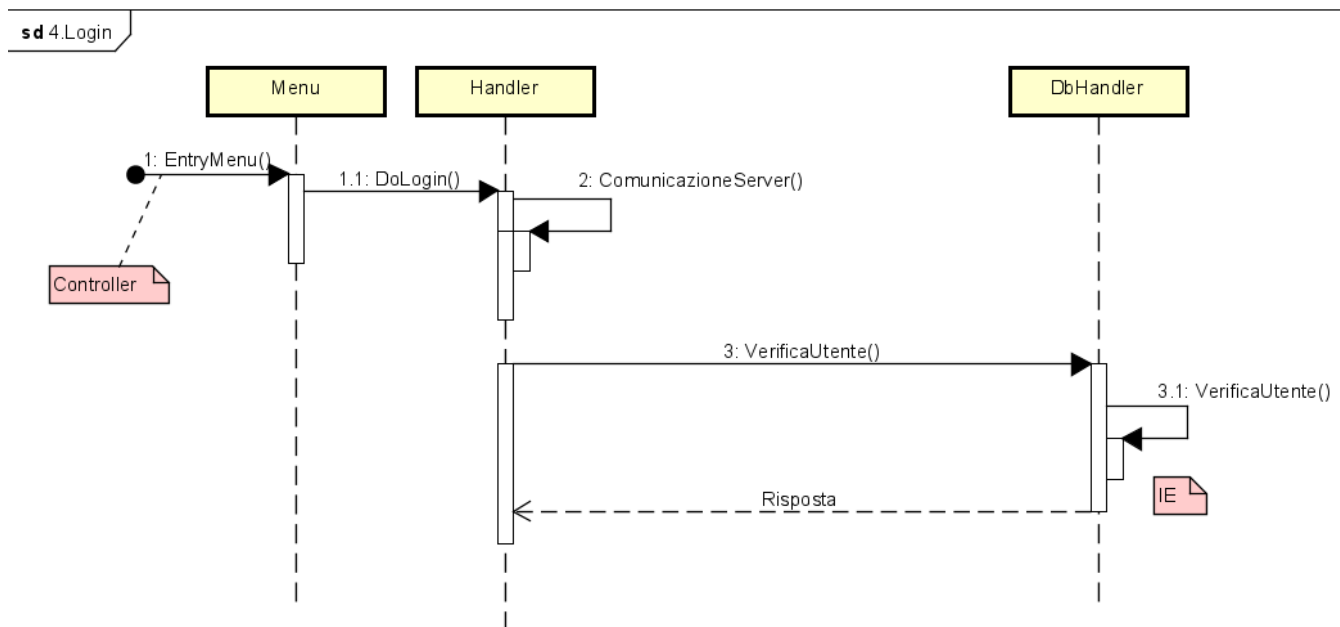 sd 4.Login
Menu
Handler
DbHandler
1: EntryMenu()
1.1: DoLogin()
2: ComunicazioneServer()
Controller
3: VerificaUtente()
3.1: VerificaUtente()
IE
Risposta